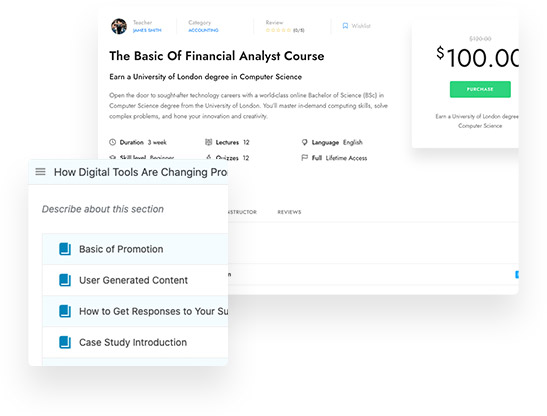 Teacher
JAMES SMITH
Category
ACCOUNTING
Review
(0/5)
Wishlist
The Basic Of Financial Analyst Course
Earn a University of London degree in Computer Science
Open the door to sought-after technology careers with a world-class online Bachelor of Science (BSc) in
Computer Science degree from the University of London. You'll master in-demand computing skills, solve
complex problems, and hone your innovation and creativity.
Duration 3 week
Lectures 12
Language English
Skill level Beginner
Quizzes 12
Full Lifetime Access
$130.00
$100.00
PURCHASE
Earn a University of London degree
Computer Science
REVIEWS
How Digital Tools Are Changing
Describe about this section
Basic of Promotion
User Generated Content
How to Get Responses to Your
Case Study Introduction